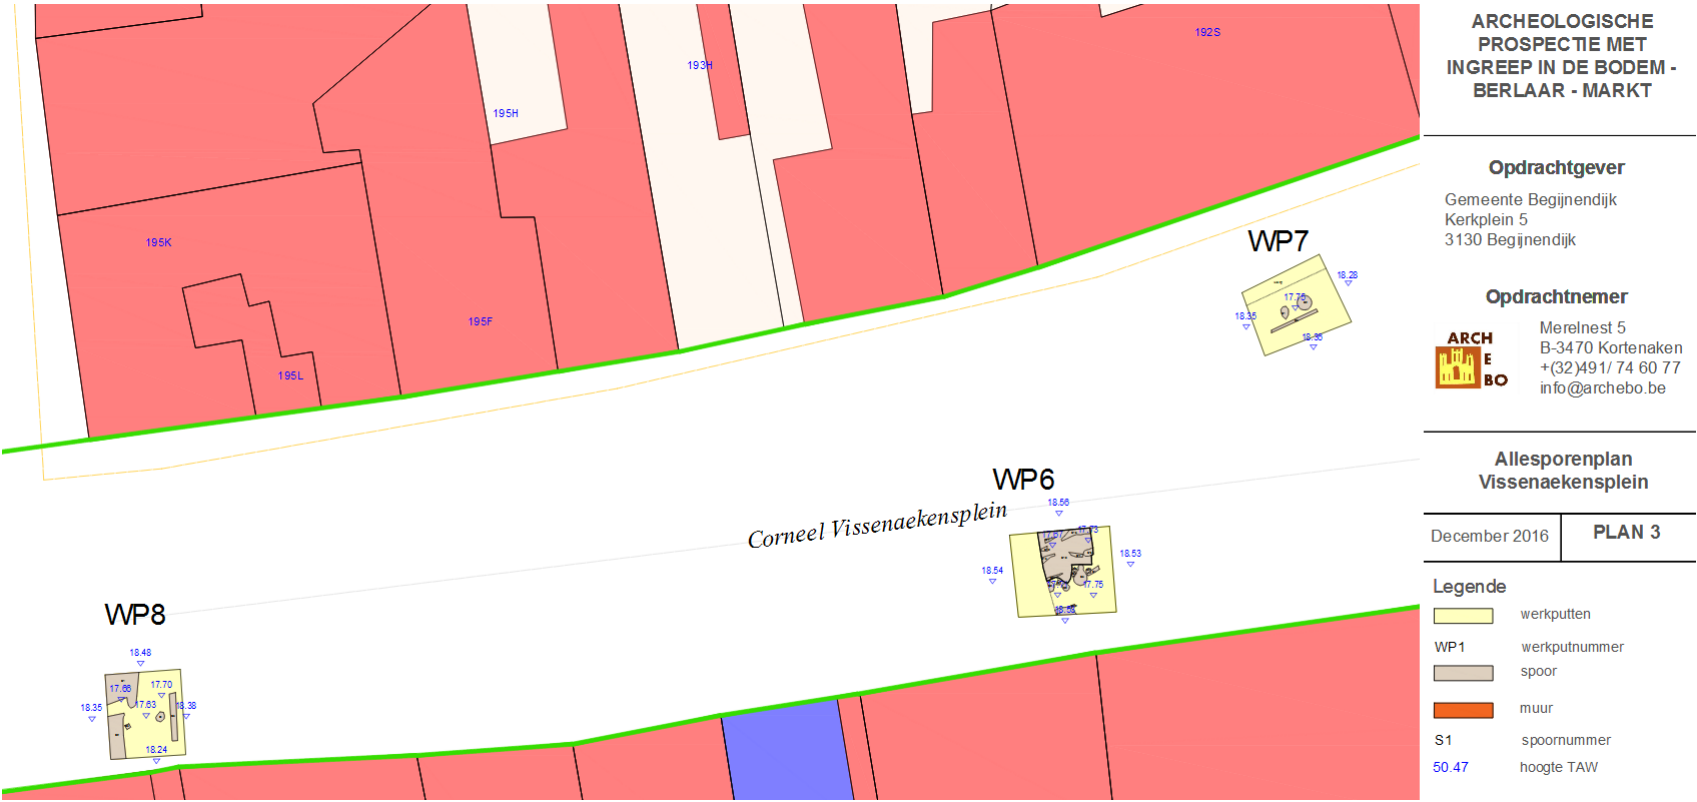 192S
193H
195H
195K
195F
195L
WP7
18.28
17.75
18.35
18.36
WP6
18.56
Corneel Vissenaekensplein
17.67
17.73
18.53
18.54
17.75
WP8
18.48
17.66
17.70
18.35
17.63
18.38
18.24
ARCHEOLOGISCHE
PROSPECTIE MET
INGREEP IN DE BODEM -
BERLAAR - MARKT
Opdrachtgever
Gemeente Begijnendijk
Kerkplein 5
3130 Begijnendijk
Opdrachtnemer
ARCH
E
BO
Merelnest 5
B-3470 Kortenaken
+(32)491/ 74 60 77
info@archebo.be
Allesporenplan
Vissenaekensplein
December 2016
PLAN 3
Legende
werkputten
WP1 werkputnummer
spoor
muur
S1 spoornummer
50.47 hoogte TAW